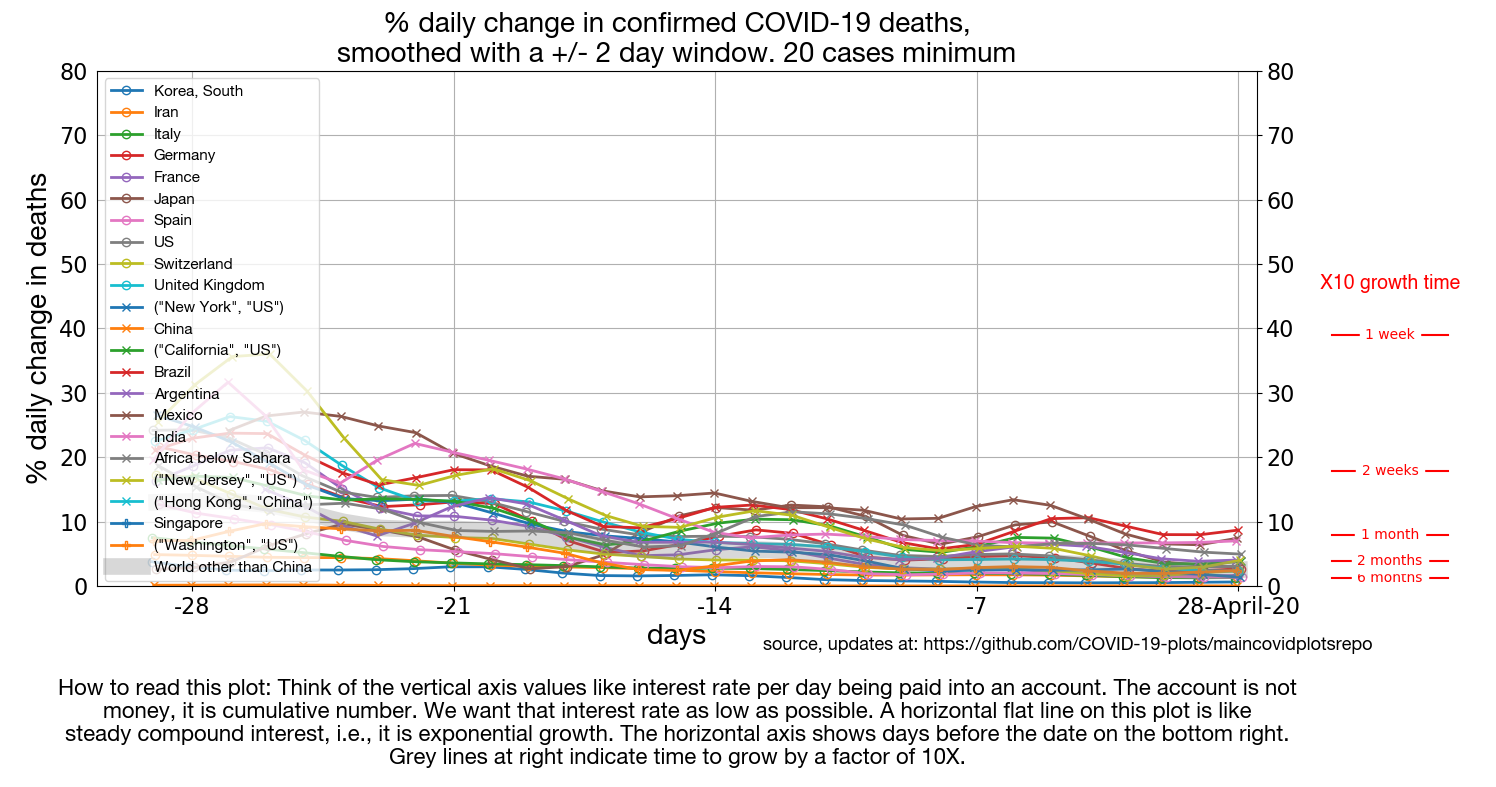 % daily change in confirmed COVID-19 deaths,
smoothed with a +/- 2 day window. 20 cases minimum
% daily change in deaths
80
70
60
50
40
30
20
10
0
80
70
60
50
40
30
20
10
0
Korea, South
Iran
Italy
Germany
France
Japan
Spain
US
Switzerland
United Kingdom
("New York", "US")
China
("California", "US")
Brazil
Argentina
Mexico
India
Africa below Sahara
("New Jersey", "US")
("Hong Kong", "China")
Singapore
("Washington", "US")
World other than China
X10 growth time
1 week
2 weeks
1 month
2 months
6 months
-28
-21
-14
-7
28-April-20
days
source, updates at: https://github.com/COVID-19-plots/maincovidplotsrepo
How to read this plot: Think of the vertical axis values like interest rate per day being paid into an account. The account is not
money, it is cumulative number. We want that interest rate as low as possible. A horizontal flat line on this plot is like
steady compound interest, i.e., it is exponential growth. The horizontal axis shows days before the date on the bottom right.
Grey lines at right indicate time to grow by a factor of 10X.